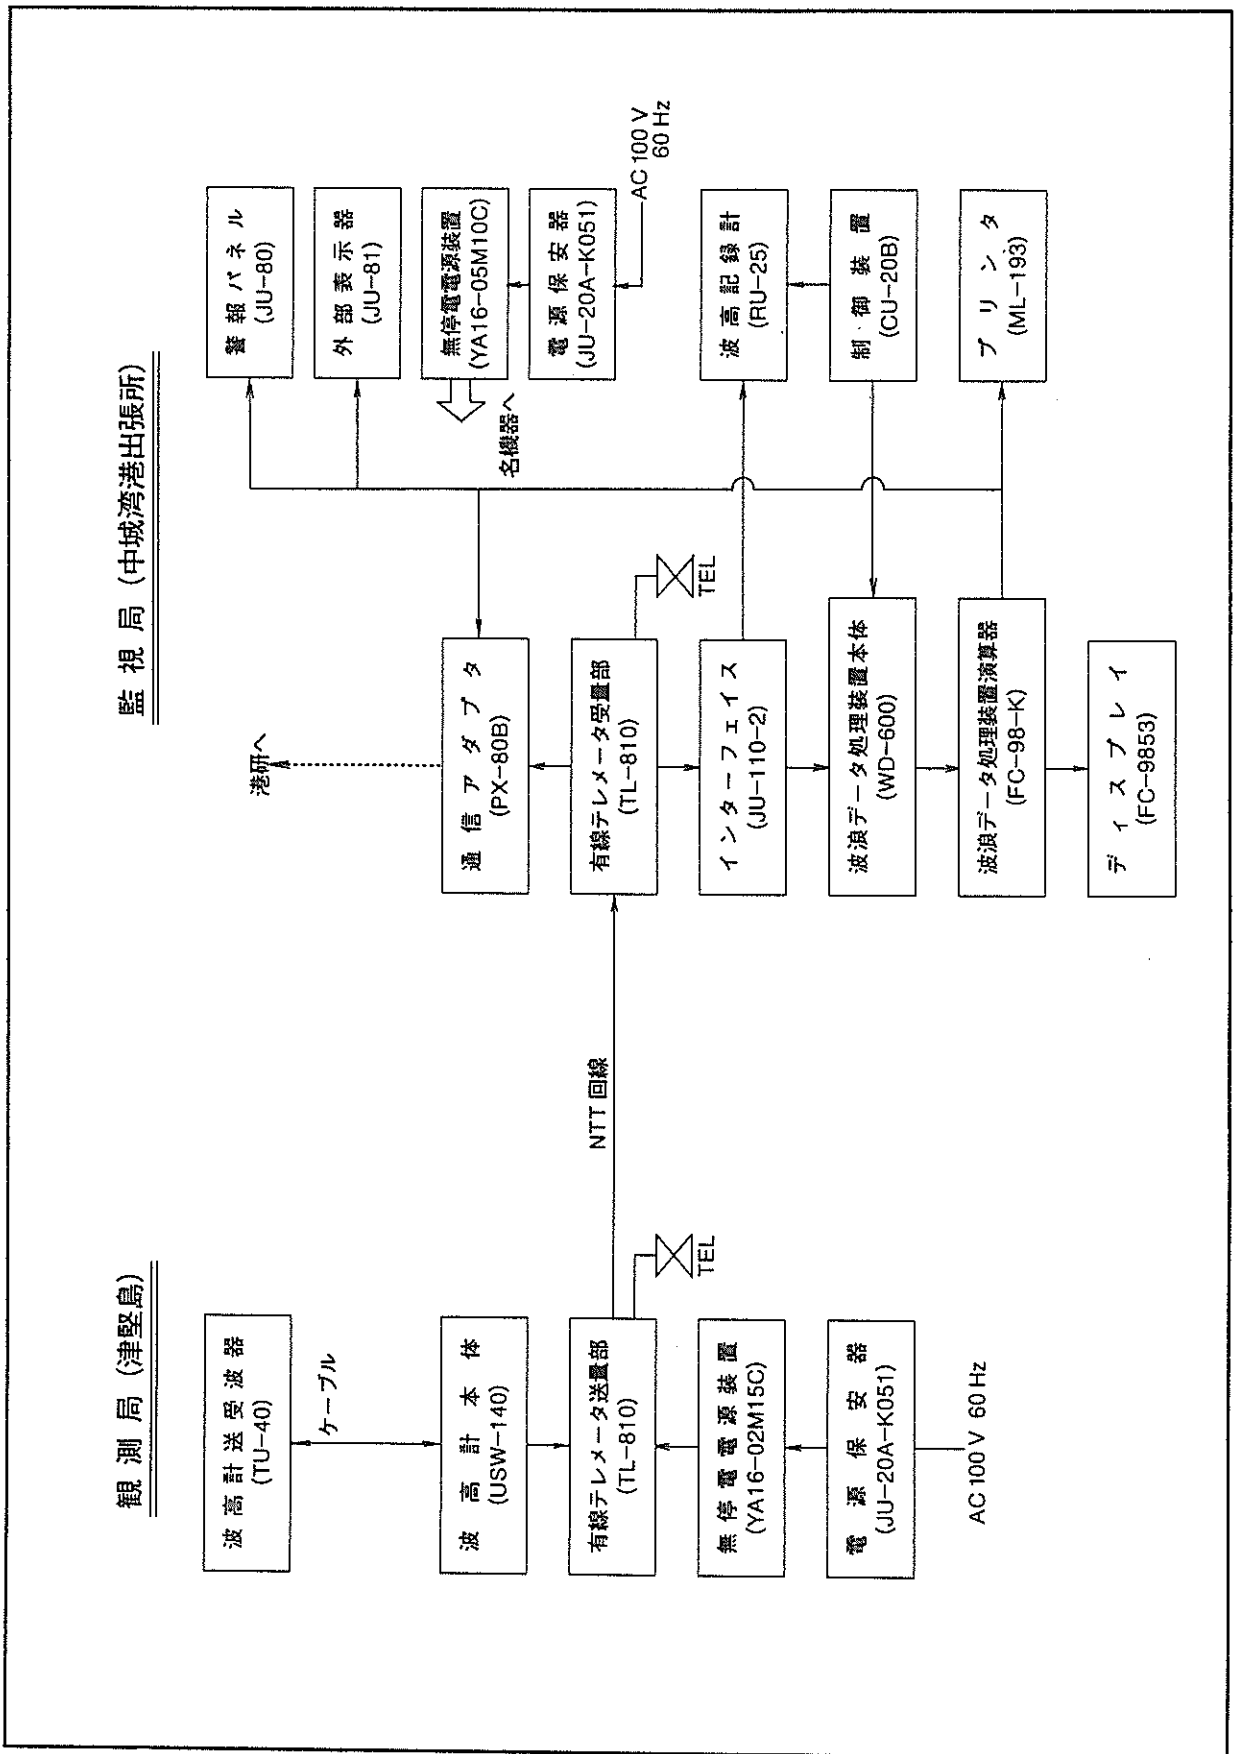 観測局(津堅島)
波高計送受波器
(TU-40)
ケーブル
波高計本体
(USW-140)
有線テレメータ送量部
(TL-810)
TEL
無停電電源装置
(YA16-02M15C)
電源保安器
(JU-20A-K051)
AC 100 V 60 Hz
NTT 回線
監視局(中城湾港出張所)
港研へ
通信アダプタ
(PX-80B)
有線テレメータ受量部
(TL-810)
TEL
インターフェイス
(JU-110-2)
波浪データ処理装置本体
(WD-600)
波浪データ処理装置演算器
(FC-98-K)
ディスプレイ
(FC-9853)
警報パネル
(JU-80)
外部表示器
(JU-81)
無停電電源装置
(YA16-05M10C)
名機器へ
電源保安器
(JU-20A-K051)
AC 100 V
60 Hz
波高記録計
(RU-25)
制御装置
(CU-20B)
プリンタ
(ML-193)